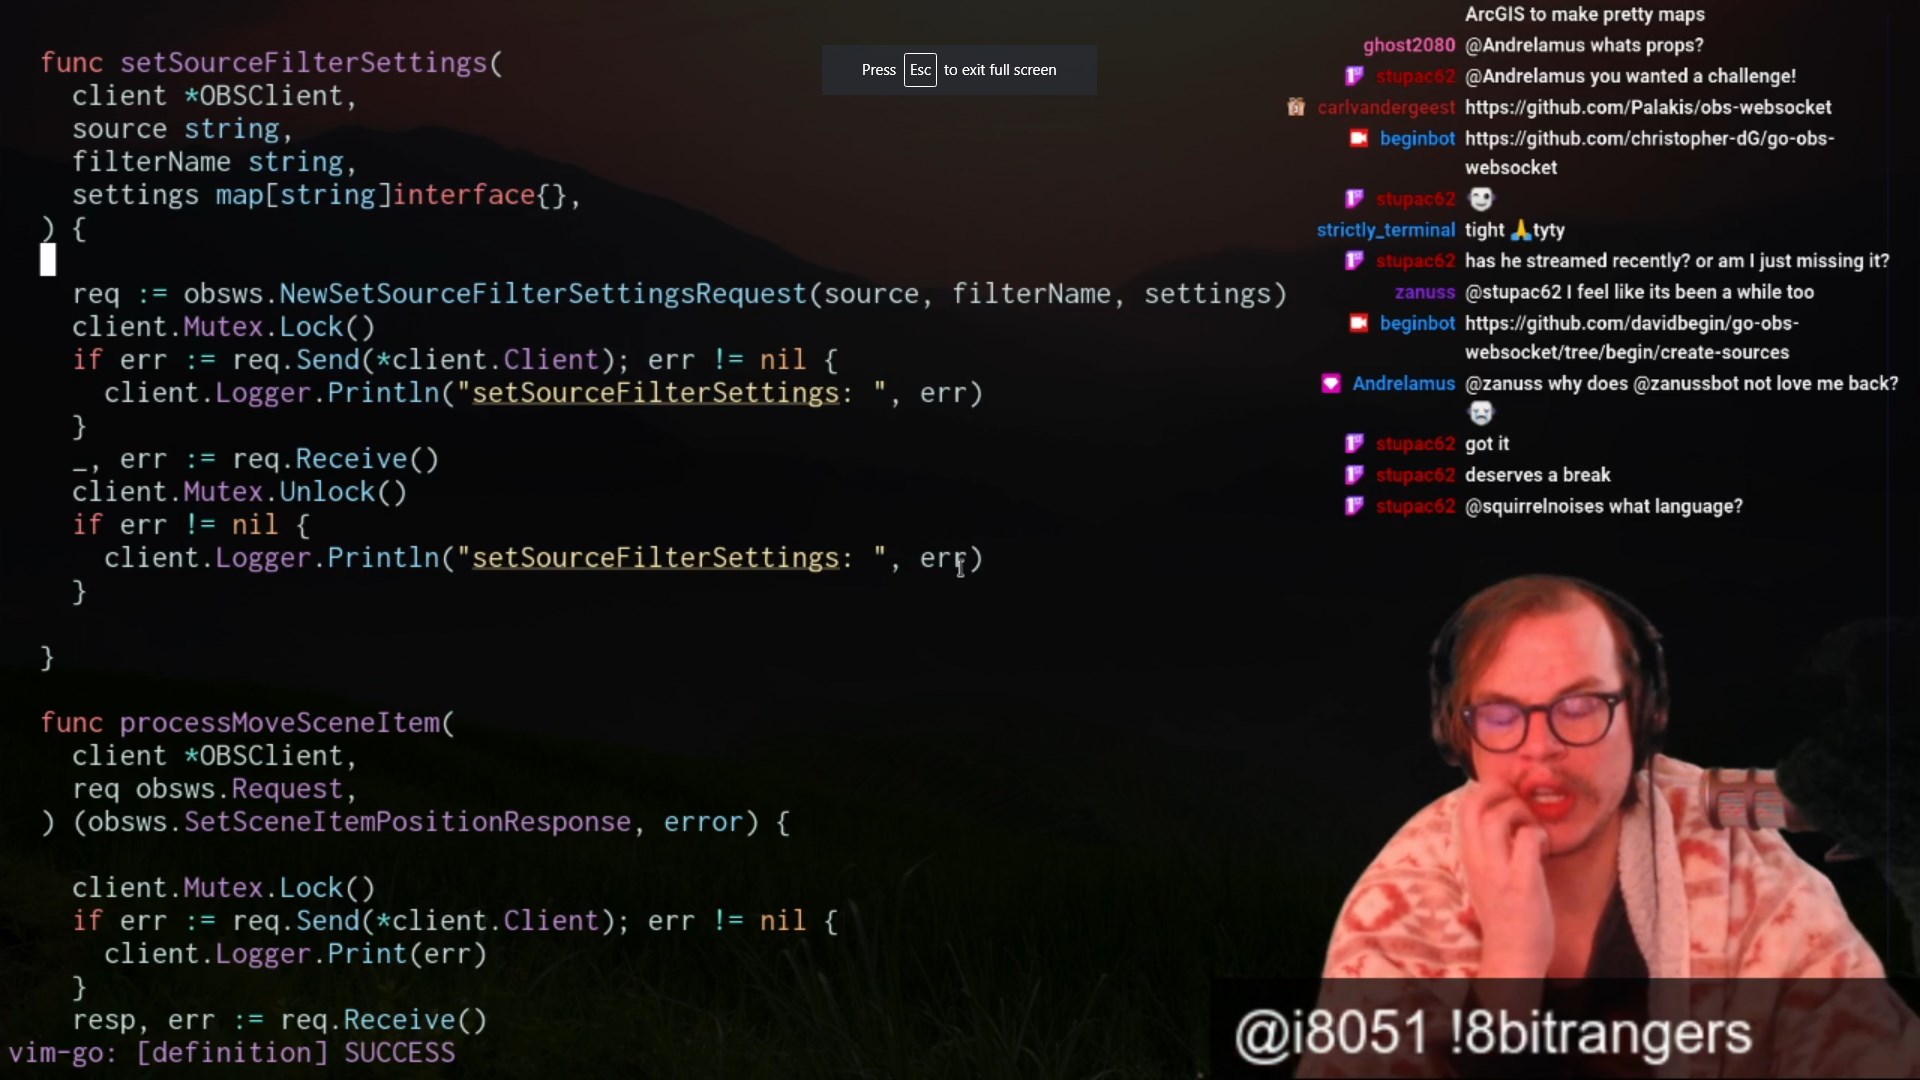 func setSourceFilterSettings(
client *OBSClient,
source string,
filterName string,
settings map[string]interface{},
) {
req := obsws.NewSetSourceFilterSettingsRequest(source, filterName, settings)
client.Mutex.Lock()
if err := req.Send(*client.Client); err != nil {
client.Logger.Println("setSourceFilterSettings: ", err)
}
_, err := req.Receive()
client.Mutex.Unlock()
if err != nil {
client.Logger.Println("setSourceFilterSettings: ", err)
}
}
func processMoveSceneItem(
client *OBSClient,
req obsws.Request,
) (obsws.SetSceneItemPositionResponse, error) {
client.Mutex.Lock()
if err := req.Send(*client.Client); err != nil {
client.Logger.Print(err)
}
resp, err := req.Receive()
vim-go: [definition] SUCCESS
Press Esc to exit full screen
ArcGIS to make pretty maps
ghost2080 @Andrelamus whats props?
stupac62 @Andrelamus you wanted a challenge!
carlvandergeest https://github.com/Palakis/obs-websocket
beginbot https://github.com/christopher-dG/go-obs-
websocket
stupac62
strictly_terminal tight 🙏tyty
stupac62 has he streamed recently? or am I just missing it?
zanuss @stupac62 I feel like its been a while too
beginbot https://github.com/davidbegin/go-obs-
websocket/tree/begin/create-sources
Andrelamus @zanuss why does @zanussbot not love me back?
stupac62 got it
stupac62 deserves a break
stupac62 @squirrelnoises what language?
@i8051 !8bitrangers